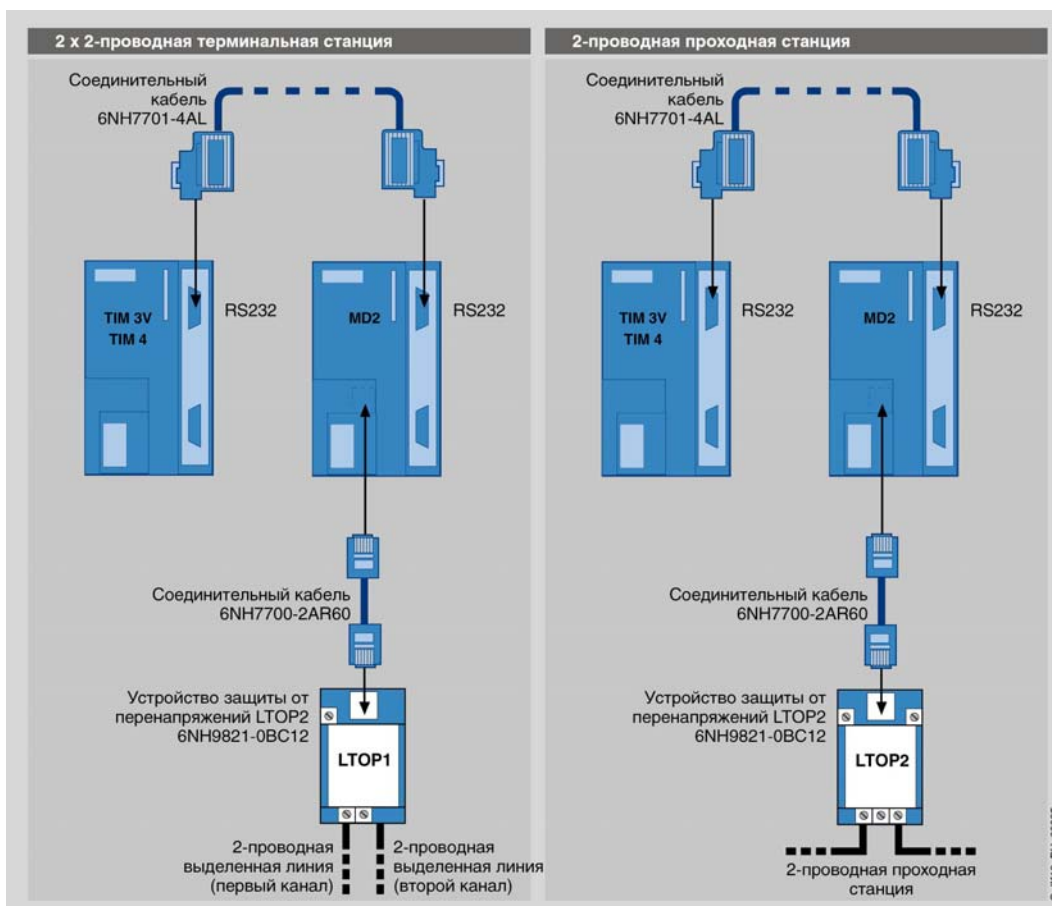 2 x 2-проводная терминальная станция
Соединительный
кабель
6NH7701-4AL
TIM 3V
TIM 4
RS232
MD2
RS232
Соединительный кабель
6NH7700-2AR60
Устройство защиты от
перенапряжений LTOP2
6NH9821-0BC12
LTOP1
2-проводная
выделенная линия
(первый канал)
2-проводная
выделенная линия
(второй канал)
2-проводная проходная станция
Соединительный
кабель
6NH7701-4AL
TIM 3V
TIM 4
RS232
MD2
RS232
Соединительный кабель
6NH7700-2AR60
Устройство защиты от
перенапряжений LTOP2
6NH9821-0BC12
LTOP2
2-проводная проходная
станция